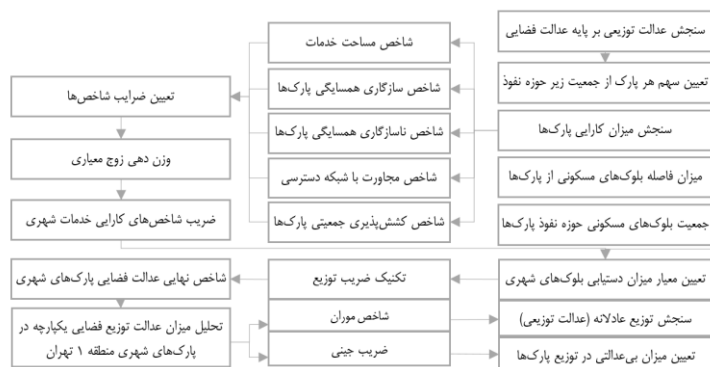 سنجش عدالت توزیعی بر پایه عدالت فضایی
تعیین سهم هر پارک از جمعیت زیر حوزه نفوذ
سنجش میزان کارایی پارک‌ها
میزان فاصله بلوک‌های مسکونی از پارک‌ها
جمعیت بلوک‌های مسکونی حوزه نفوذ پارک‌ها
شاخص مساحت خدمات
شاخص سازگاری همسایگی پارک‌ها
شاخص ناسازگاری همسایگی پارک‌ها
شاخص مجاورت با شبکه دسترسی
شاخص کشش‌پذیری جمعیتی پارک‌ها
تعیین ضرایب شاخص‌ها
وزن دهی زوج معیاری
ضریب شاخص‌های کارایی خدمات شهری
تعیین معیار میزان دستیابی بلوک‌های شهری
تکنیک ضریب توزیع
شاخص نهایی عدالت فضایی پارک‌های شهری
تحلیل میزان عدالت توزیع فضایی یکپارچه در
پارک‌های شهری منطقه ۱ تهران
شاخص موران
ضریب جینی
سنجش توزیع عادلانه (عدالت توزیعی)
تعیین میزان بی‌عدالتی در توزیع پارک‌ها